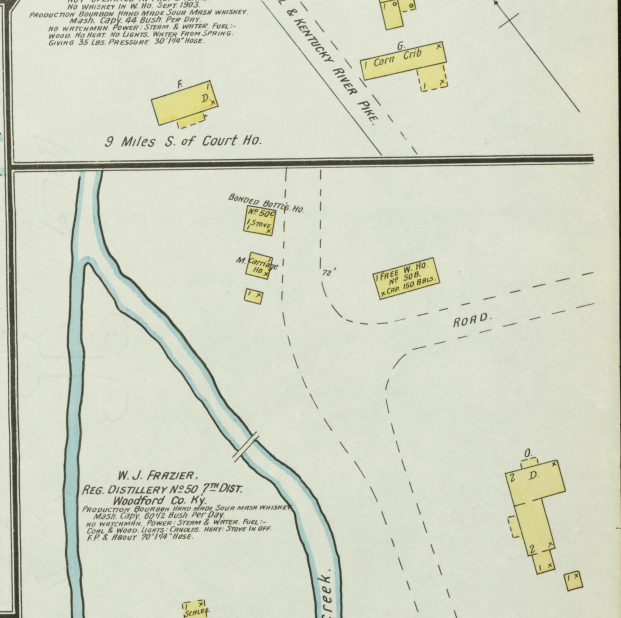 NO WHISKEY IN W. HO. SEPT. 1903.
PRODUCTION BOURBON HAND MADE SOUR MASH WHISKEY.
MASH. CAPY. 44 BUSH. PER DAY.
NO WATCHMAN. POWER: STEAM & WATER. FUEL:-
WOOD. NO HEAT. NO LIGHTS. WATER FROM SPRING.
GIVING 35 LBS. PRESSURE 30' 1¼" HOSE.
& KENTUCKY RIVER PIKE.
G.
1 Corn Crib x
1 x
F.
1
D. x
9 Miles S. of Court Ho.
BONDED BOTT'G. HO.
Nº 50C
1 STOVE
x
M. Carriage
Ho. x
1 x
72'
1 FREE W. HO.
Nº 50B.
x CAP. 150 BBLS.
ROAD.
W. J. FRAZIER,
REG. DISTILLERY Nº 50 7TH DIST.
Woodford Co. Ky.
PRODUCTION BOURBON HAND MADE SOUR MASH WHISKEY
MASH. CAPY. 60½ BUSH. PER DAY
NO WATCHMAN. POWER: STEAM & WATER. FUEL:-
COAL & WOOD. LIGHTS: CANDLES. HEAT: STOVE IN OFF.
F.P. & ABOUT 70' 1¼" HOSE.
O.
2 D. x
2 x
1 x
1 x
1 x
SCALES
creek.